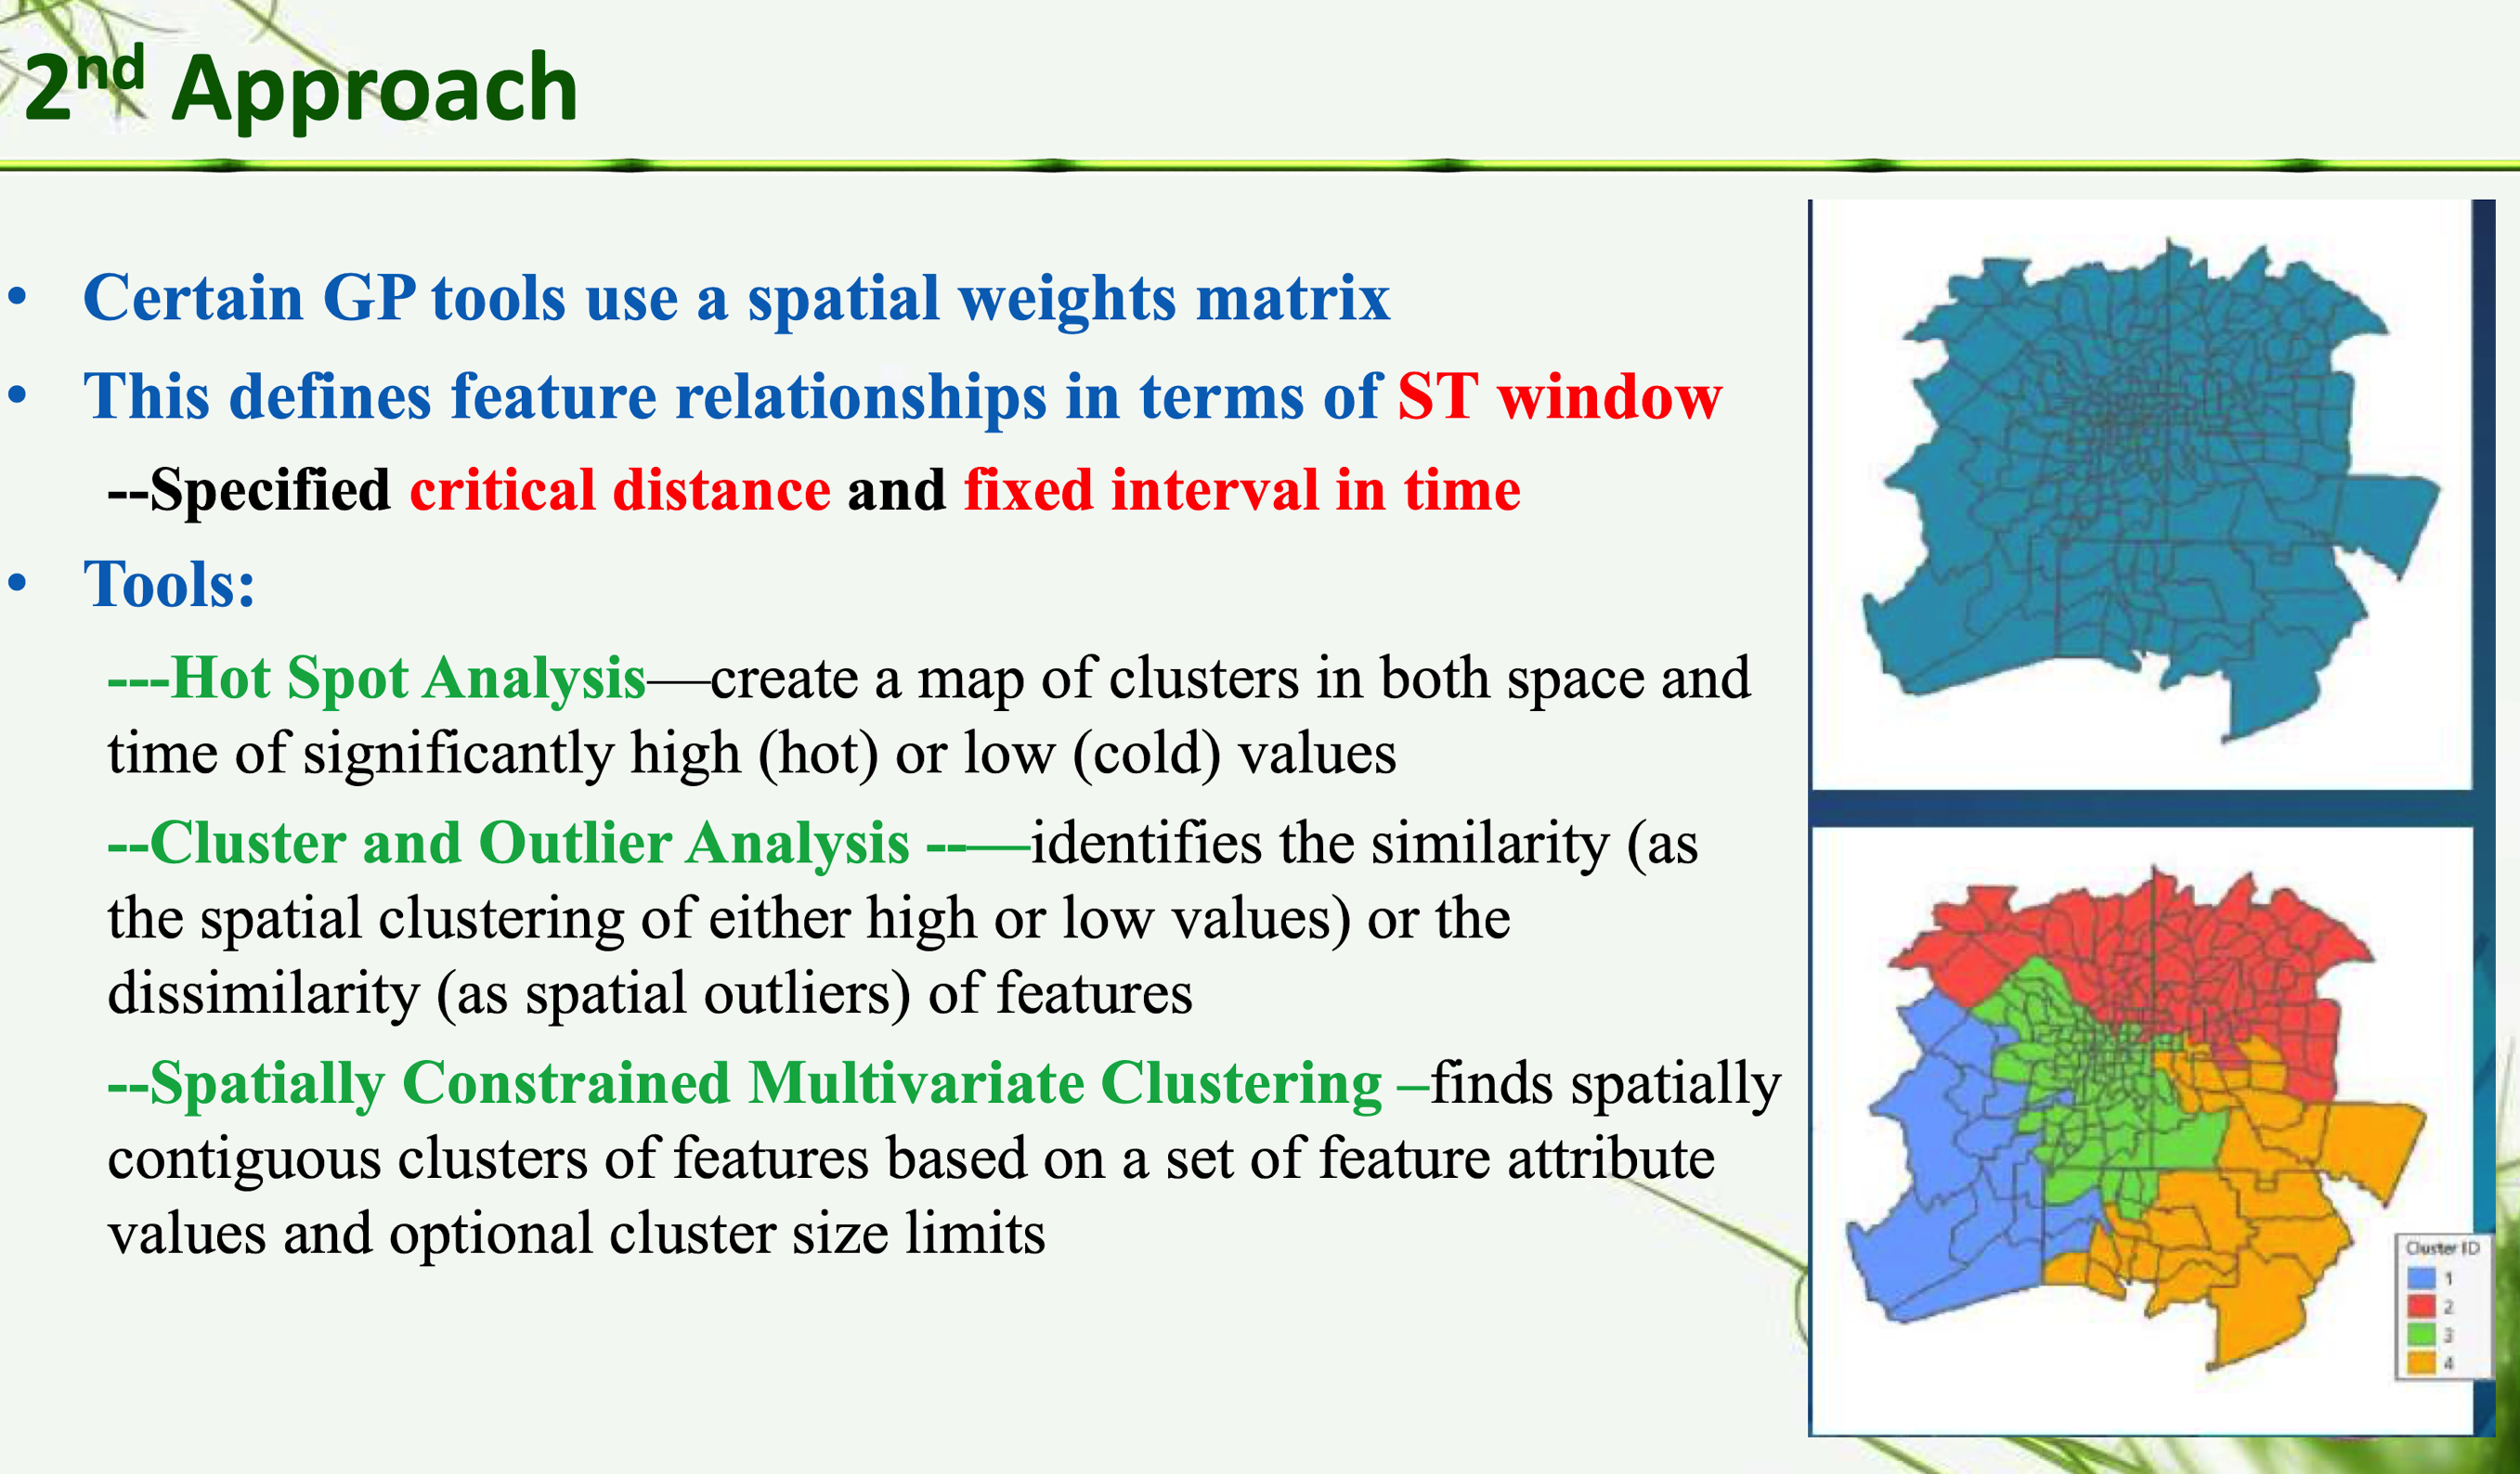 2nd Approach
• Certain GP tools use a spatial weights matrix
• This defines feature relationships in terms of ST window
--Specified critical distance and fixed interval in time
• Tools:
---Hot Spot Analysis—create a map of clusters in both space and
time of significantly high (hot) or low (cold) values
--Cluster and Outlier Analysis --—identifies the similarity (as
the spatial clustering of either high or low values) or the
dissimilarity (as spatial outliers) of features
--Spatially Constrained Multivariate Clustering –finds spatially
contiguous clusters of features based on a set of feature attribute
values and optional cluster size limits
Cluster ID
1
2
3
4